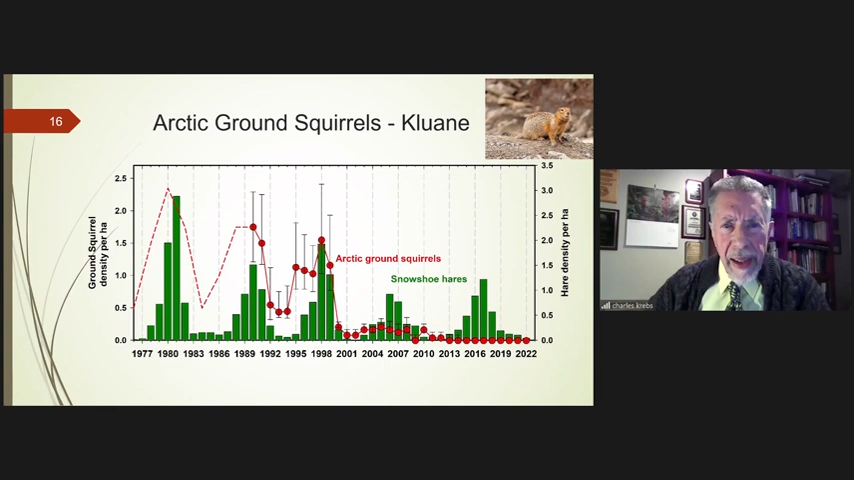 16
Arctic Ground Squirrels - Kluane
Ground Squirrel
density per ha
2.5
2.0
1.5
1.0
0.5
0.0
3.5
3.0
2.5
2.0
1.5
1.0
0.5
0.0
Hare density per ha
Arctic ground squirrels
Snowshoe hares
1977 1980 1983 1986 1989 1992 1995 1998 2001 2004 2007 2010 2013 2016 2019 2022
charles.krebs